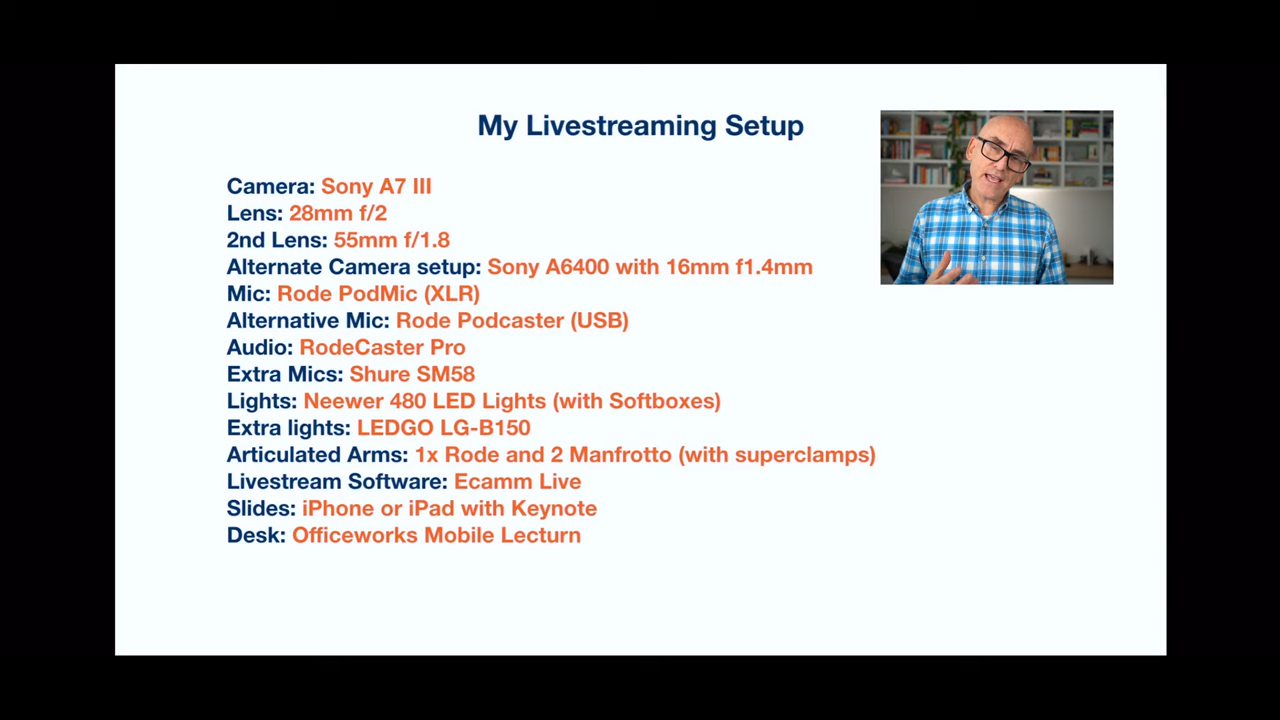 My Livestreaming Setup
Camera: Sony A7 III
Lens: 28mm f/2
2nd Lens: 55mm f/1.8
Alternate Camera setup: Sony A6400 with 16mm f1.4mm
Mic: Rode PodMic (XLR)
Alternative Mic: Rode Podcaster (USB)
Audio: RodeCaster Pro
Extra Mics: Shure SM58
Lights: Neewer 480 LED Lights (with Softboxes)
Extra lights: LEDGO LG-B150
Articulated Arms: 1x Rode and 2 Manfrotto (with superclamps)
Livestream Software: Ecamm Live
Slides: iPhone or iPad with Keynote
Desk: Officeworks Mobile Lecturn